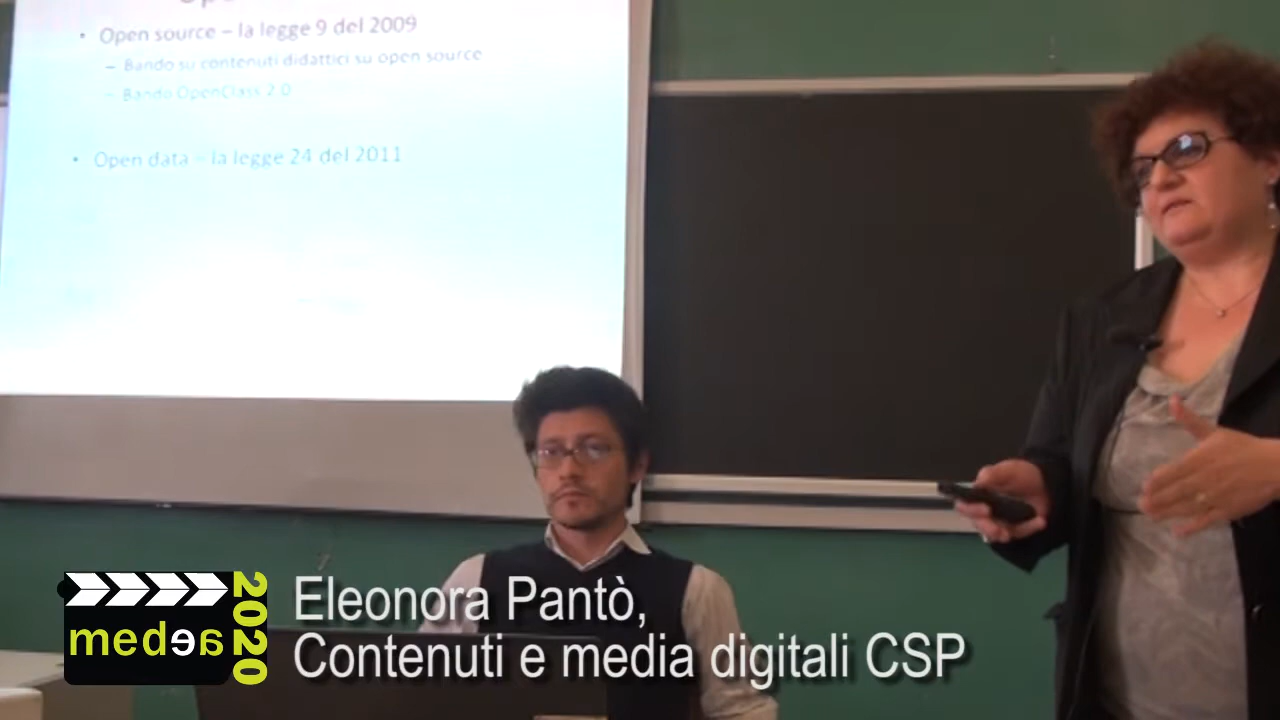 Open source – la legge 9 del 2009
– Bando su contenuti didattici su open source
– Bando OpenClass 2.0
Open data – la legge 24 del 2011
medea
2020
Eleonora Pantò,
Contenuti e media digitali CSP